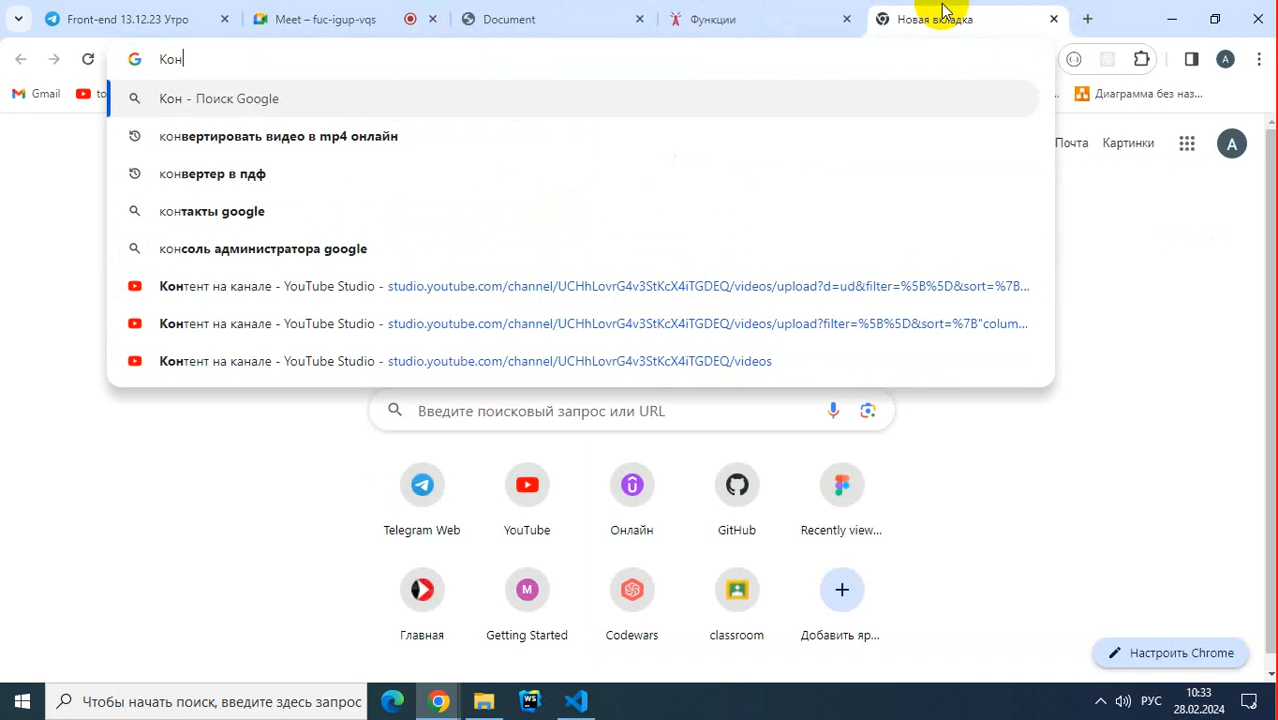 Front-end 13.12.23 Утро
Meet – fuc-igup-vqs
Document
Функции
Новая вкладка
Кон
A
Gmail
to
Диаграмма без наз...
Кон - Поиск Google
конвертировать видео в mp4 онлайн
конвертер в пдф
контакты google
консоль администратора google
Контент на канале - YouTube Studio - studio.youtube.com/channel/UCHhLovrG4v3StKcX4iTGDEQ/videos/upload?d=ud&filter=%5B%5D&sort=%7B...
Контент на канале - YouTube Studio - studio.youtube.com/channel/UCHhLovrG4v3StKcX4iTGDEQ/videos/upload?filter=%5B%5D&sort=%7B"colum...
Контент на канале - YouTube Studio - studio.youtube.com/channel/UCHhLovrG4v3StKcX4iTGDEQ/videos
Почта
Картинки
A
Введите поисковый запрос или URL
Telegram Web
YouTube
Онлайн
GitHub
Recently view...
M
Главная
Getting Started
Codewars
classroom
Добавить яр...
Настроить Chrome
Чтобы начать поиск, введите здесь запрос
WS
РУС
10:33
28.02.2024